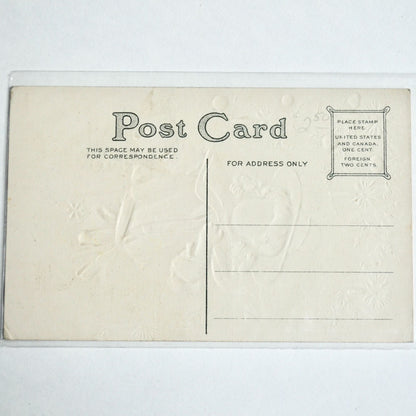 Post Card
THIS SPACE MAY BE USED
FOR CORRESPONDENCE.
FOR ADDRESS ONLY
PLACE STAMP
HERE
UNITED STATES
AND CANADA,
ONE CENT.
FOREIGN
TWO CENTS.